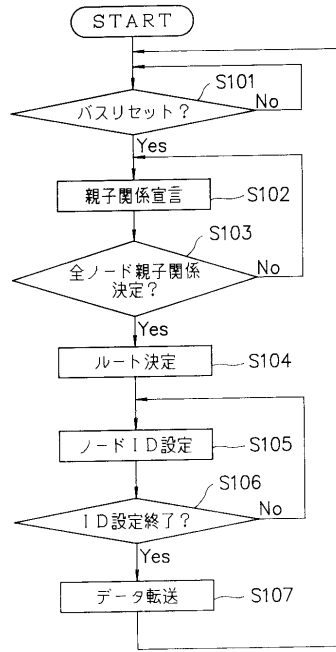 START
S101
バスリセット?
No
Yes
親子関係宣言
S102
S103
全ノード親子関係
決定?
No
Yes
ルート決定
S104
ノードID設定
S105
S106
ID設定終了?
No
Yes
データ転送
S107